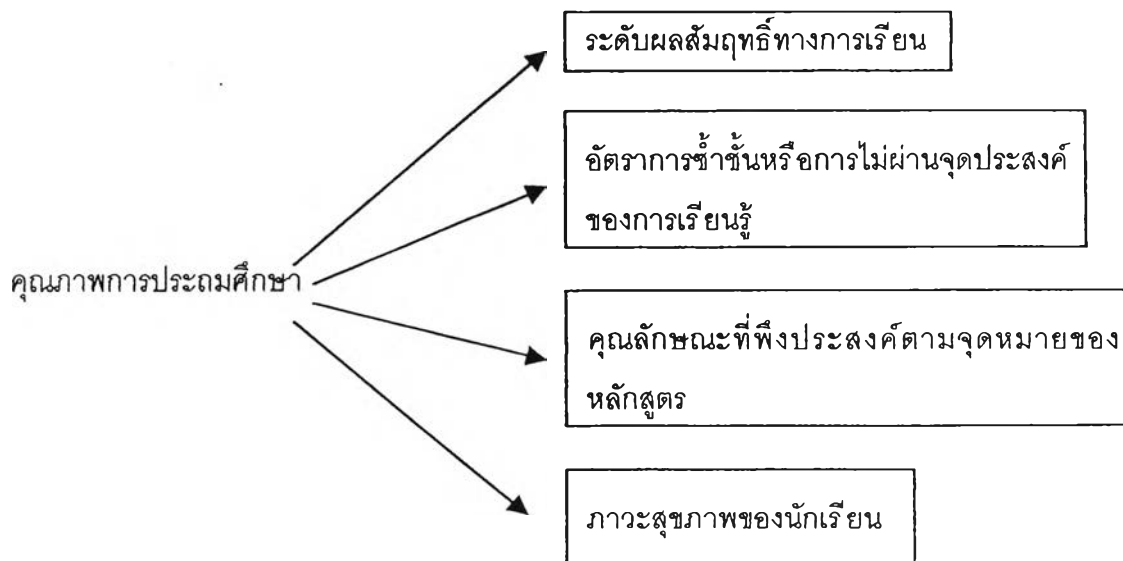 ระดับผลสัมฤทธิ์ทางการเรียน
อัตราการซ้ำชั้นหรือการไม่ผ่านจุดประสงค์
ของการเรียนรู้
คุณภาพการประถมศึกษา
คุณลักษณะที่พึงประสงค์ตามจุดหมายของ
หลักสูตร
ภาวะสุขภาพของนักเรียน